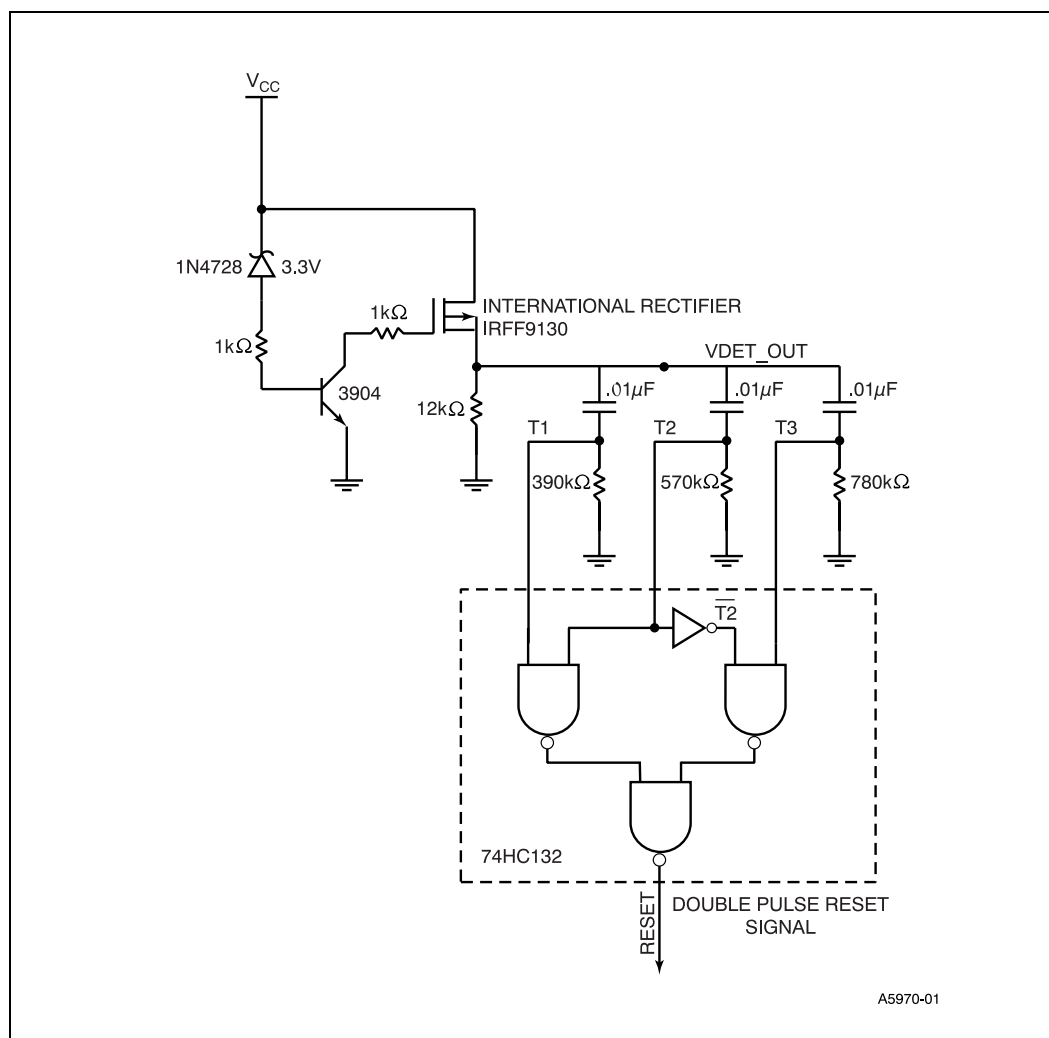 VCC
1N4728 3.3V
1kΩ
1kΩ
INTERNATIONAL RECTIFIER
IRFF9130
3904
12kΩ
VDET_OUT
.01µF
.01µF
.01µF
T1
T2
T3
390kΩ
570kΩ
780kΩ
T2
74HC132
RESET
DOUBLE PULSE RESET
SIGNAL
A5970-01